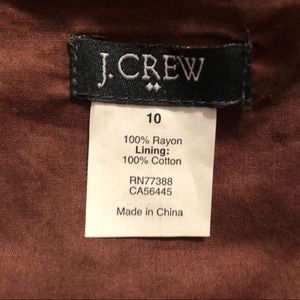 J.CREW
10
100% Rayon
Lining:
100% Cotton
RN77388
CA56445
Made in China